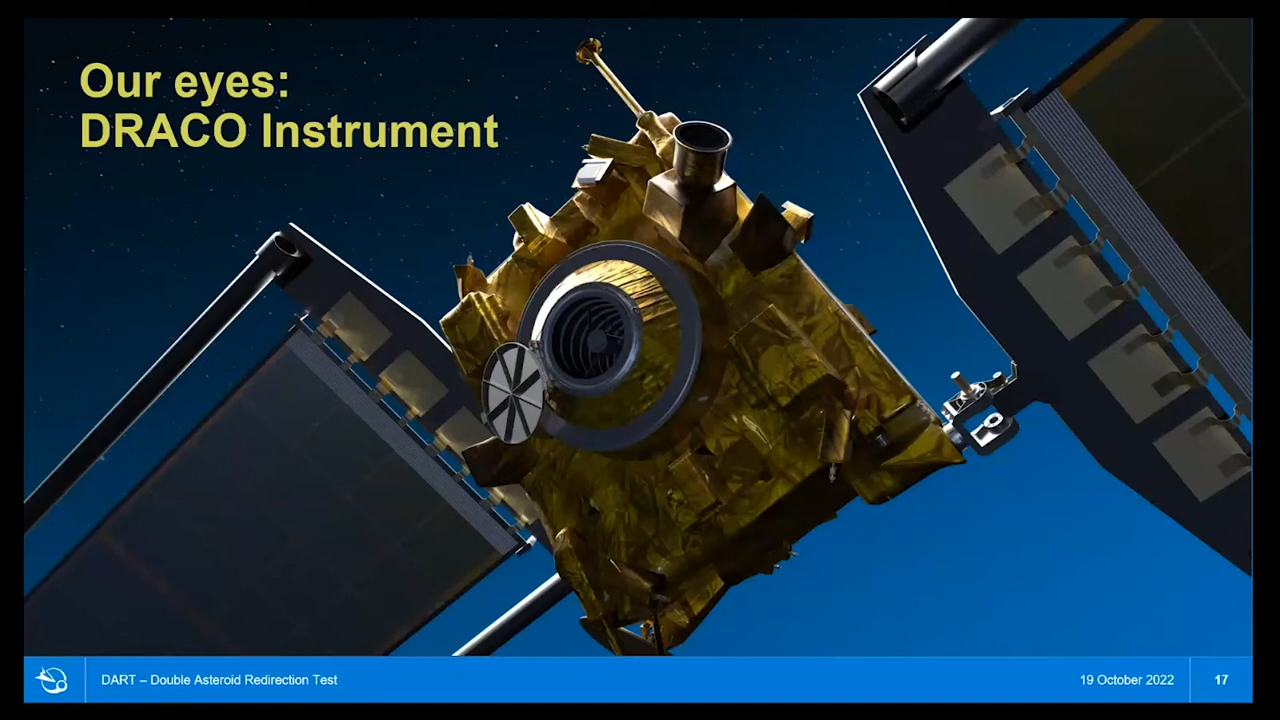 Our eyes:
DRACO Instrument
DART – Double Asteroid Redirection Test
19 October 2022
17